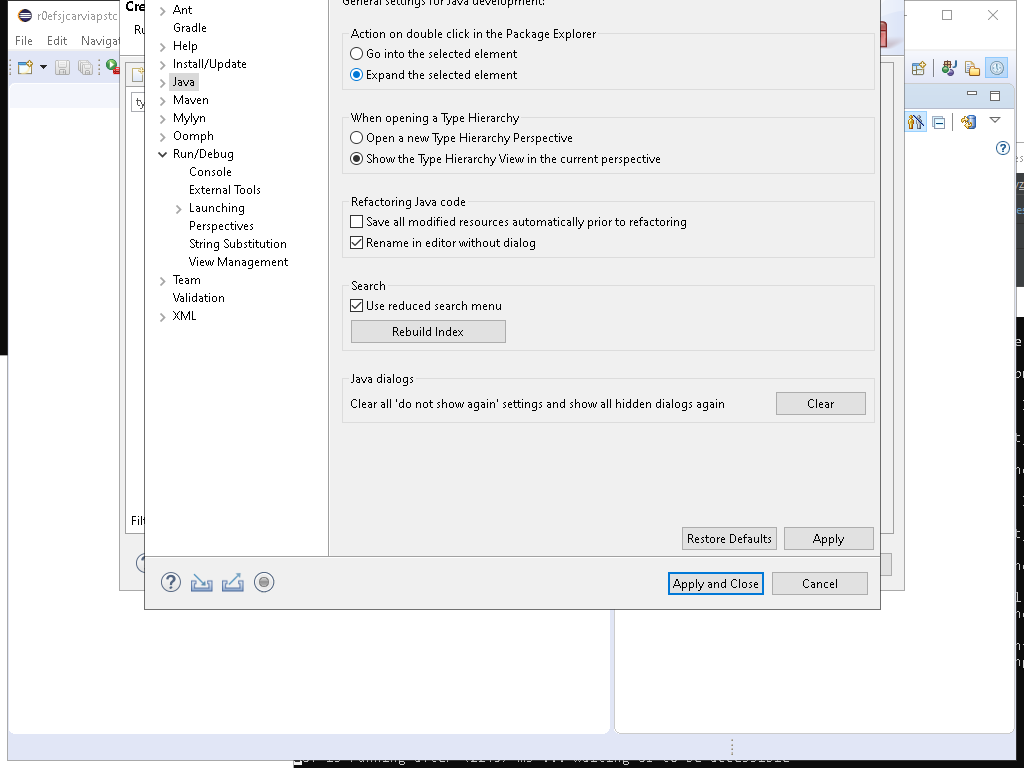 General settings for Java development:
Cre
r0efsjcarviapstc
Ant
Ru
Gradle
Action on double click in the Package Explorer
File Edit Naviga
Help
Go into the selected element
Install/Update
Expand the selected element
Java
Maven
ty
Mylyn
When opening a Type Hierarchy
Oomph
Open a new Type Hierarchy Perspective
Run/Debug
Show the Type Hierarchy View in the current perspective
Console
External Tools
Launching
Refactoring Java code
Perspectives
Save all modified resources automatically prior to refactoring
String Substitution
Rename in editor without dialog
View Management
Team
Search
Validation
Use reduced search menu
XML
Rebuild Index
Java dialogs
Clear all 'do not show again' settings and show all hidden dialogs again
Clear
Filt
Restore Defaults
Apply
Apply and Close
Cancel